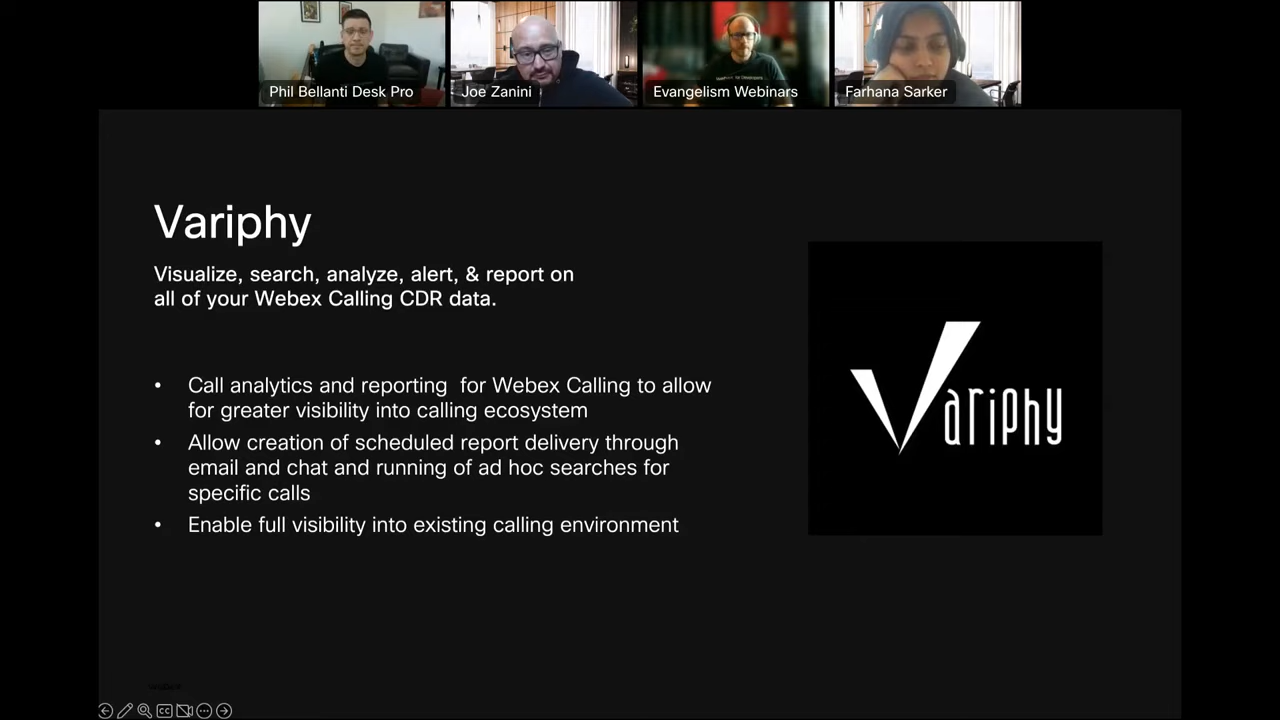 Phil Bellanti Desk Pro
Joe Zanini
Evangelism Webinars
Farhana Sarker
Variphy
Visualize, search, analyze, alert, & report on
all of your Webex Calling CDR data.
• Call analytics and reporting for Webex Calling to allow
for greater visibility into calling ecosystem
• Allow creation of scheduled report delivery through
email and chat and running of ad hoc searches for
specific calls
• Enable full visibility into existing calling environment
Variphy
CC